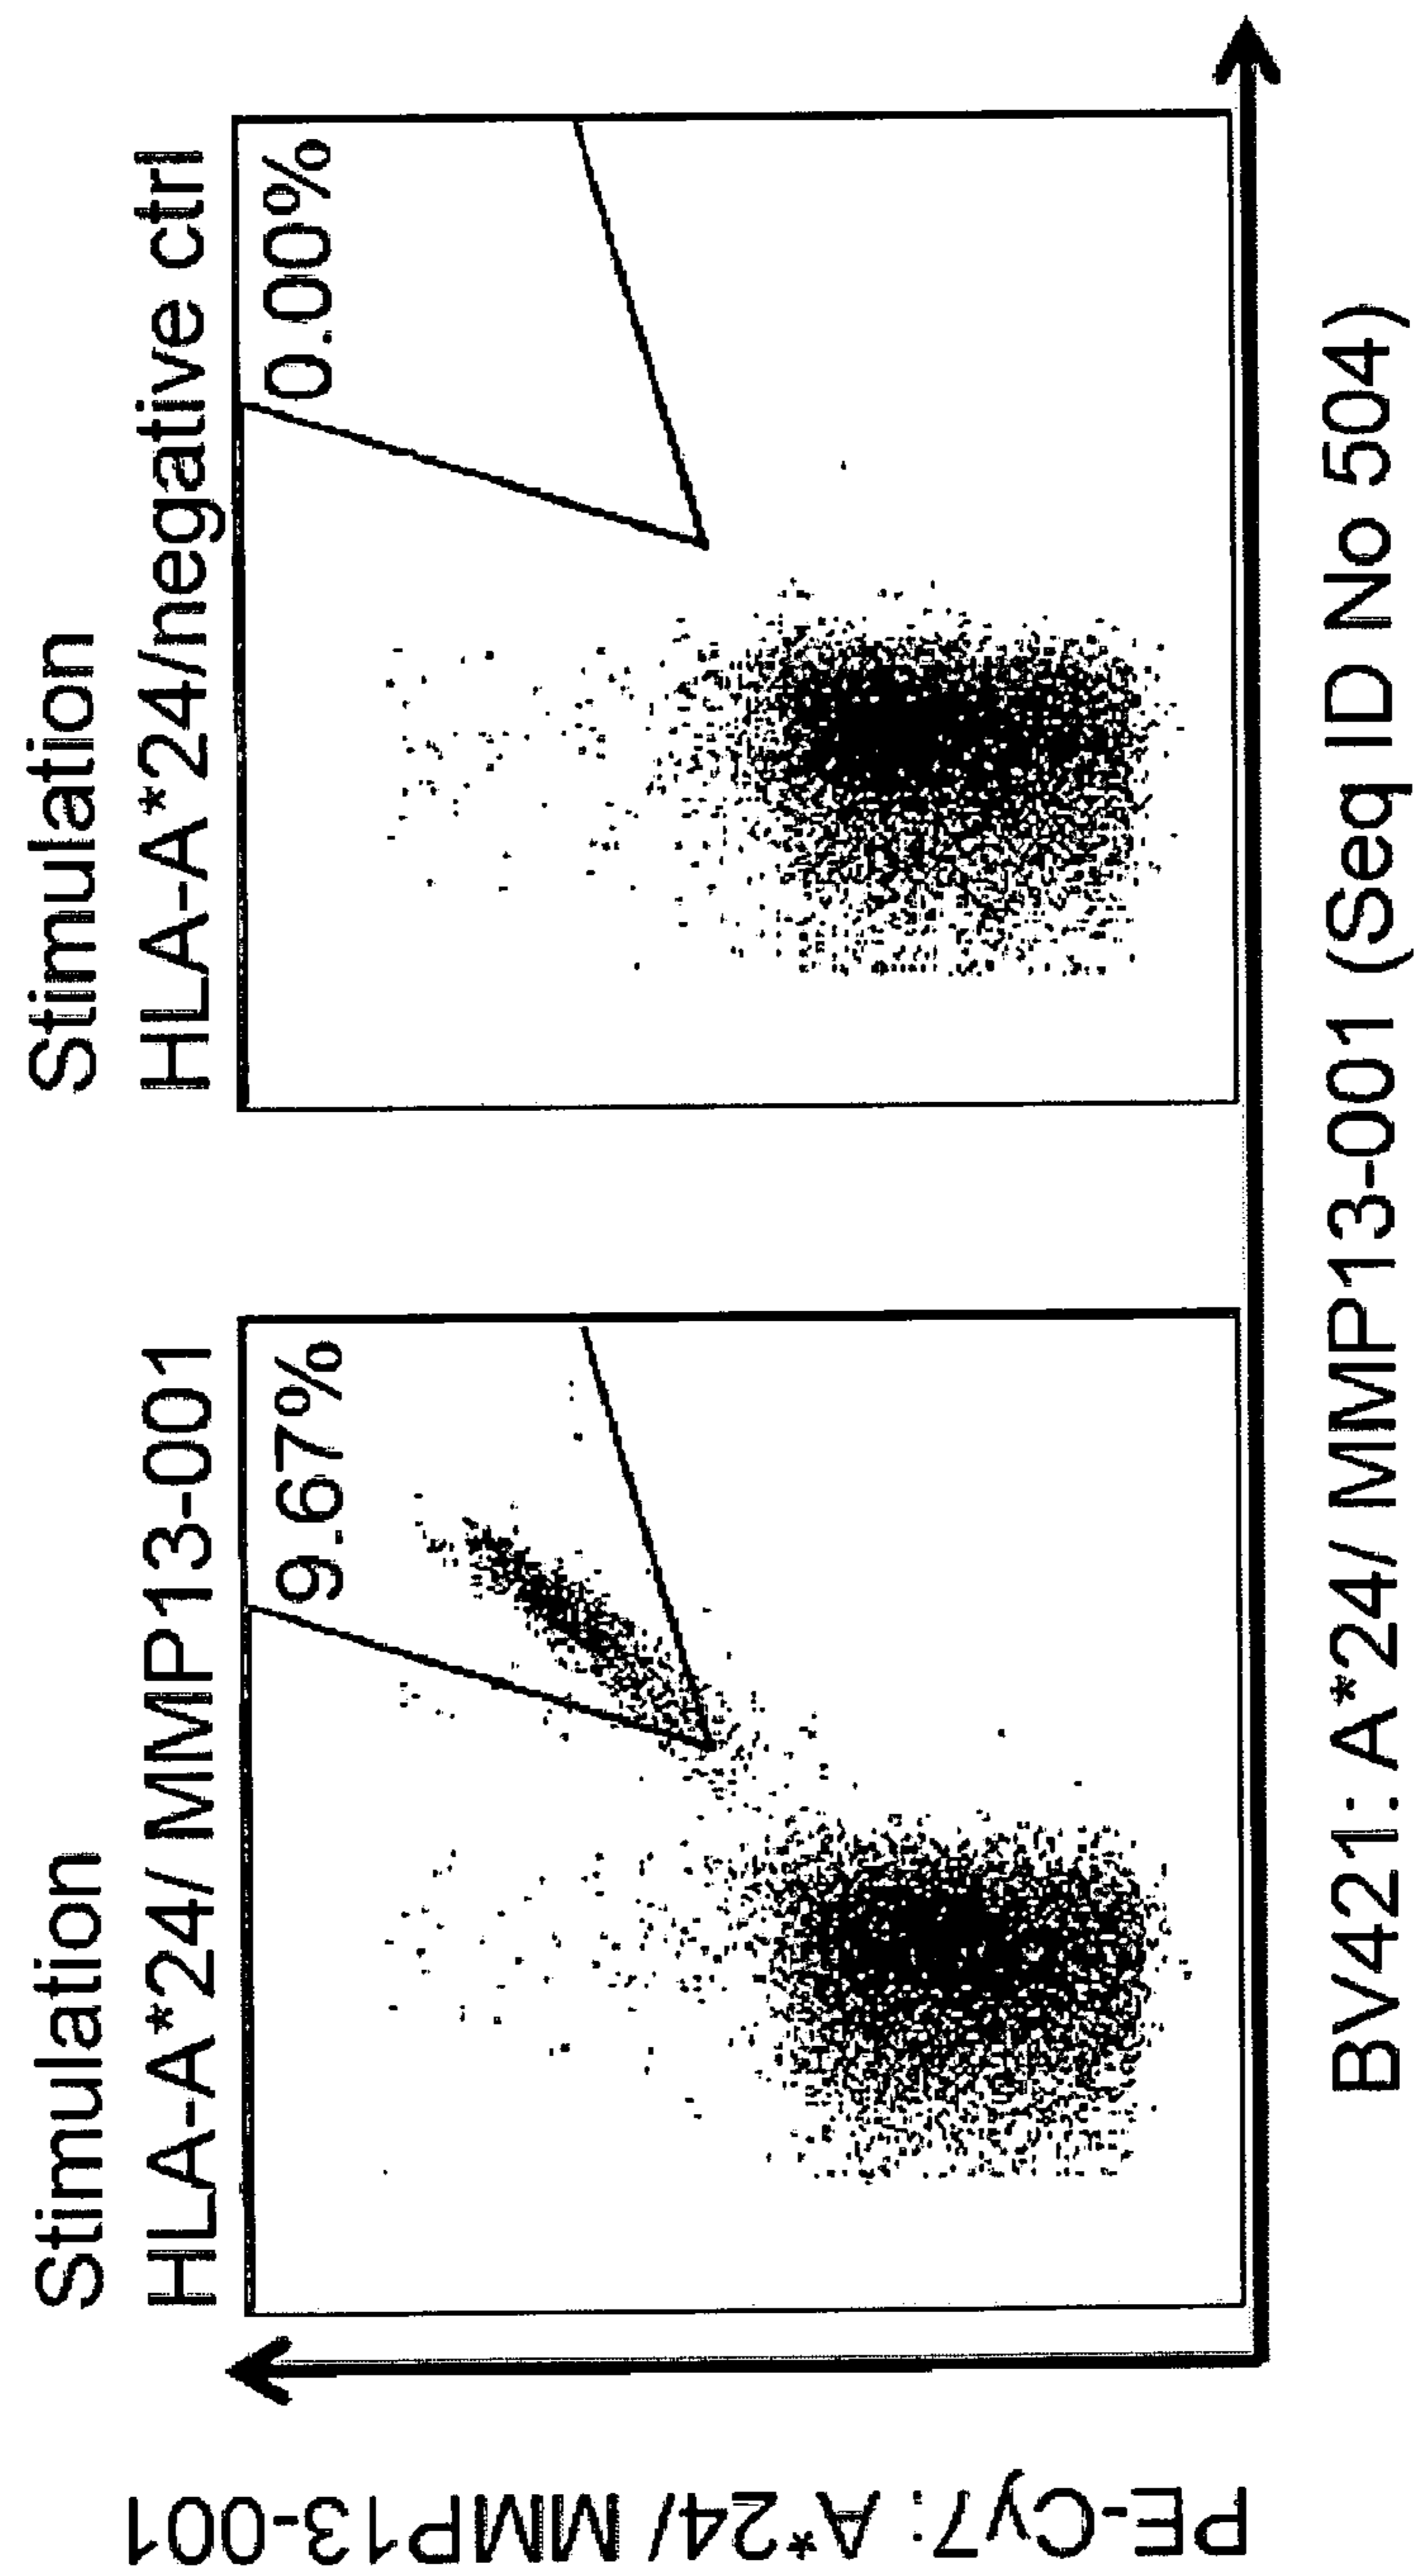 Stimulation
HLA-A*24/ MMP13-001
9.67%
Stimulation
HLA-A*24/negative ctrl
0.00%
PE-Cy7: A*24/ MMP13-001
BV421: A*24/ MMP13-001 (Seq ID No 504)